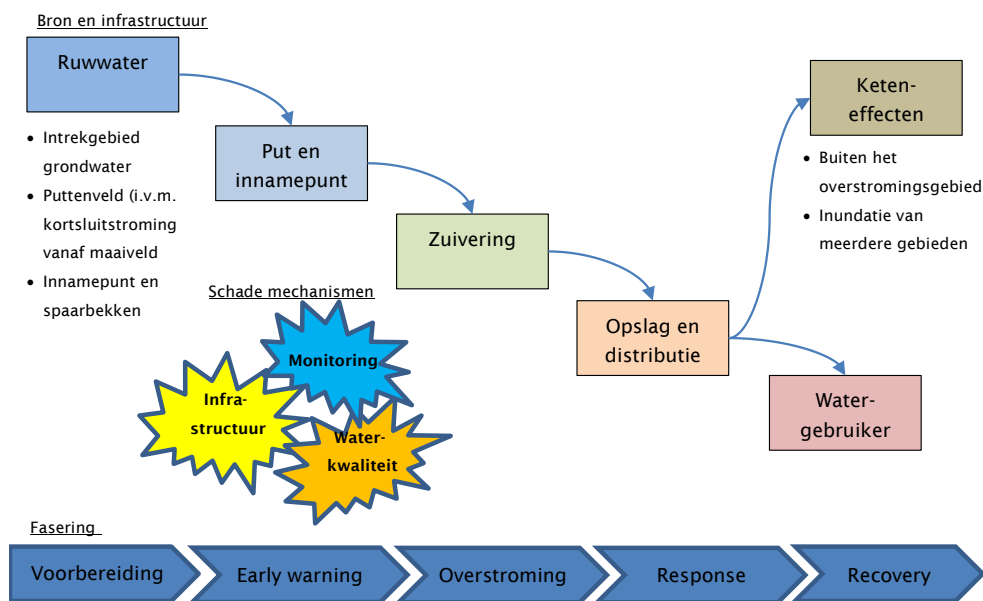 Bron en infrastructuur
Ruwwater
• Intrekgebied
grondwater
• Puttenveld (i.v.m.
kortsluitstroming
vanaf maaiveld
• Innamepunt en
spaarbekken
Put en
innamepunt
Zuivering
Opslag en
distributie
Keten-
effecten
• Buiten het
overstromingsgebied
• Inundatie van
meerdere gebieden
Water-
gebruiker
Schade mechanismen
Monitoring
Infra-
structuur
Water-
kwaliteit
Fasering
Voorbereiding
Early warning
Overstroming
Response
Recovery